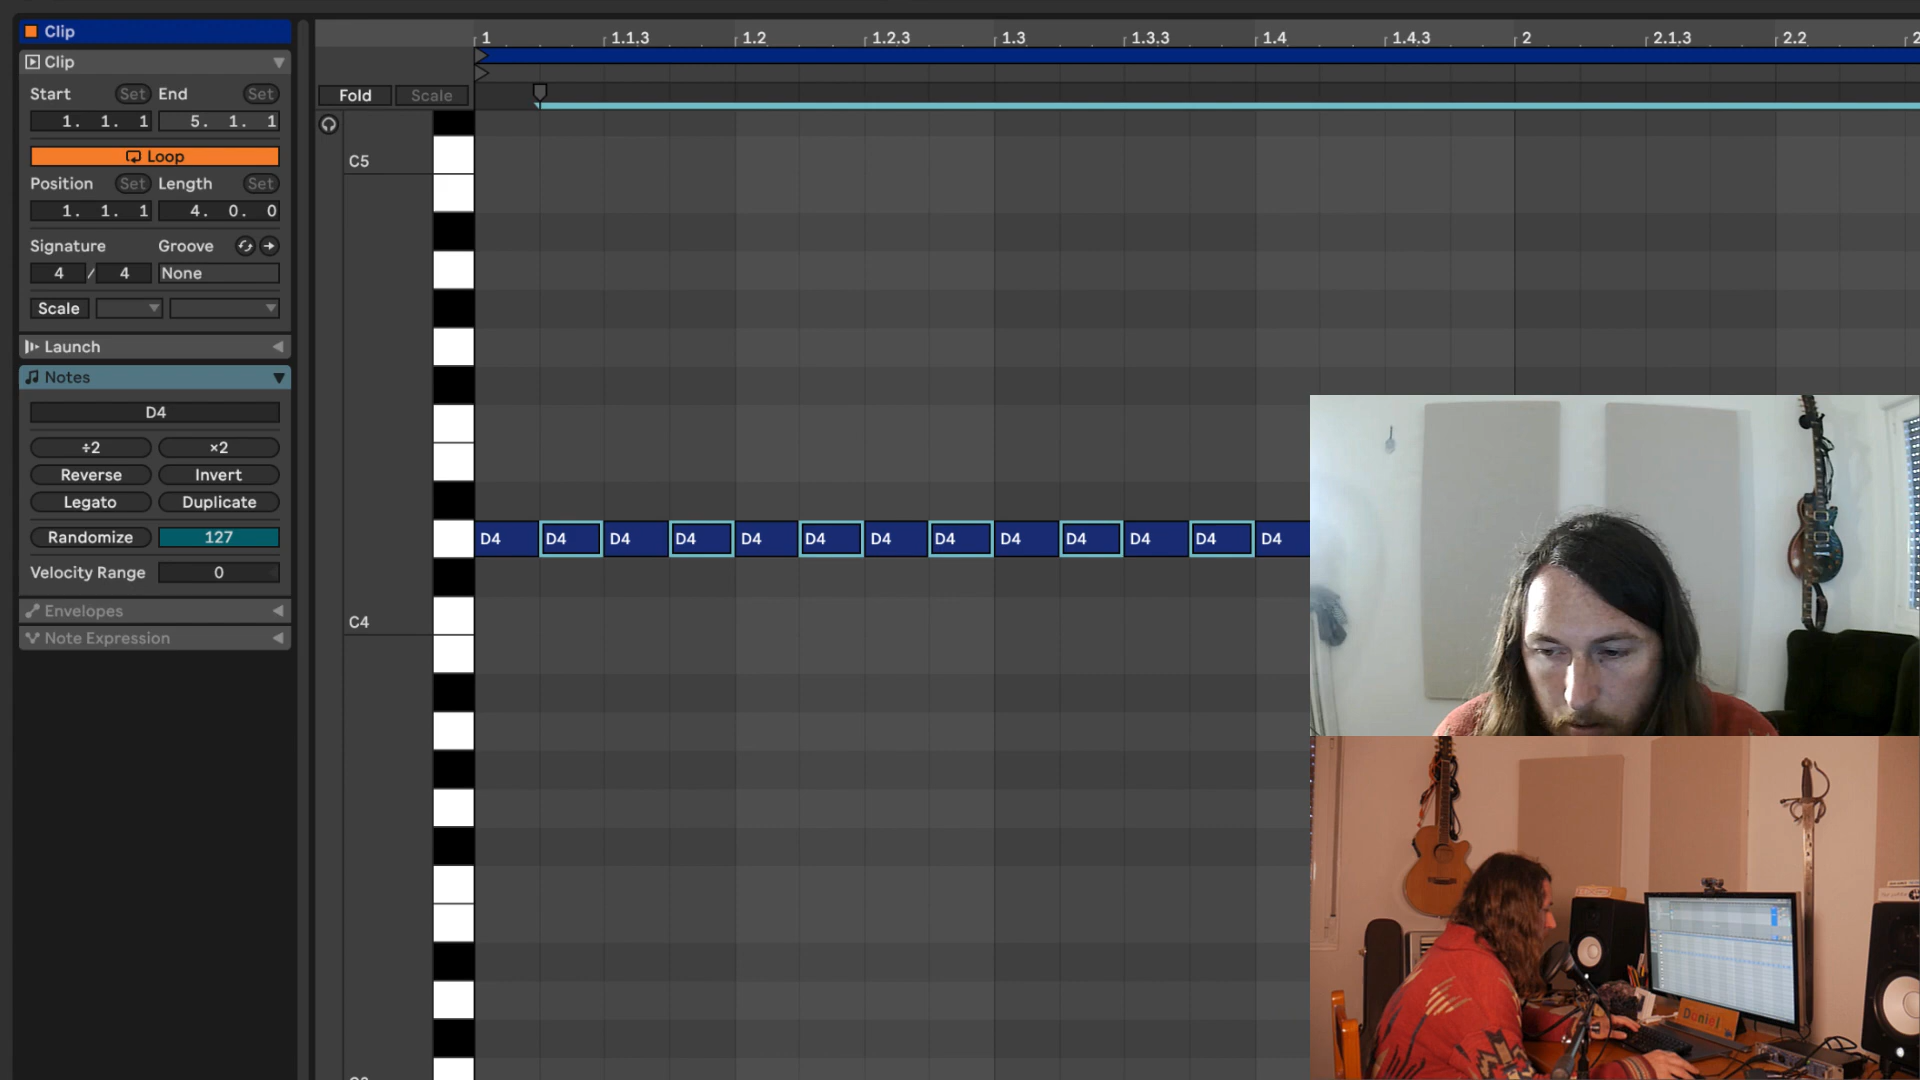 Clip
Clip
Start Set End Set
1. 1. 1 5. 1. 1
Loop
Position Set Length Set
1. 1. 1 4. 0. 0
Signature Groove
4 / 4 None
Scale
Launch
Notes
D4
÷2 ×2
Reverse Invert
Legato Duplicate
Randomize 127
Velocity Range 0
Envelopes
Note Expression
1 1.1.3 1.2 1.2.3 1.3 1.3.3 1.4 1.4.3 2 2.1.3 2.2 2
Fold Scale
C5
D4 D4 D4 D4 D4 D4 D4 D4 D4 D4 D4 D4 D4
C4
Daniel